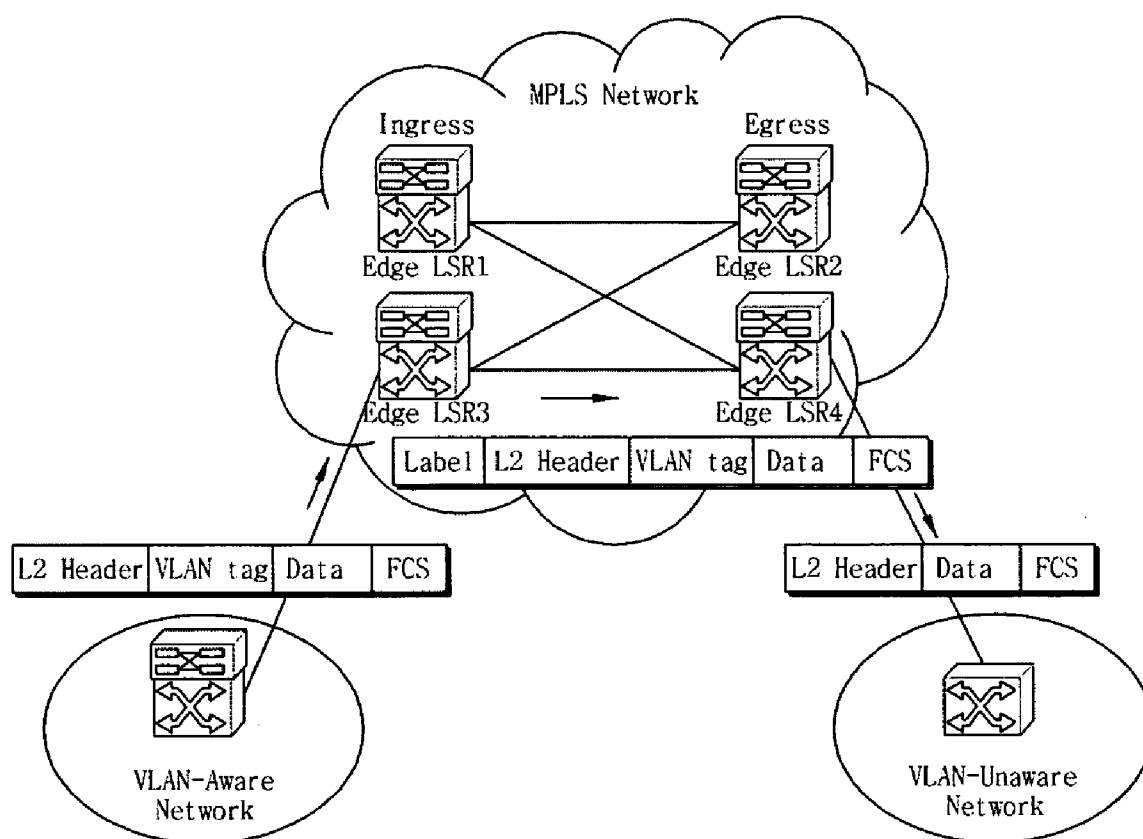 MPLS Network
Ingress
Egress
Edge LSR1
Edge LSR2
Edge LSR3
Edge LSR4
Label L2 Header VLAN tag Data FCS
L2 Header VLAN tag Data FCS
L2 Header Data FCS
VLAN-Aware
Network
VLAN-Unaware
Network